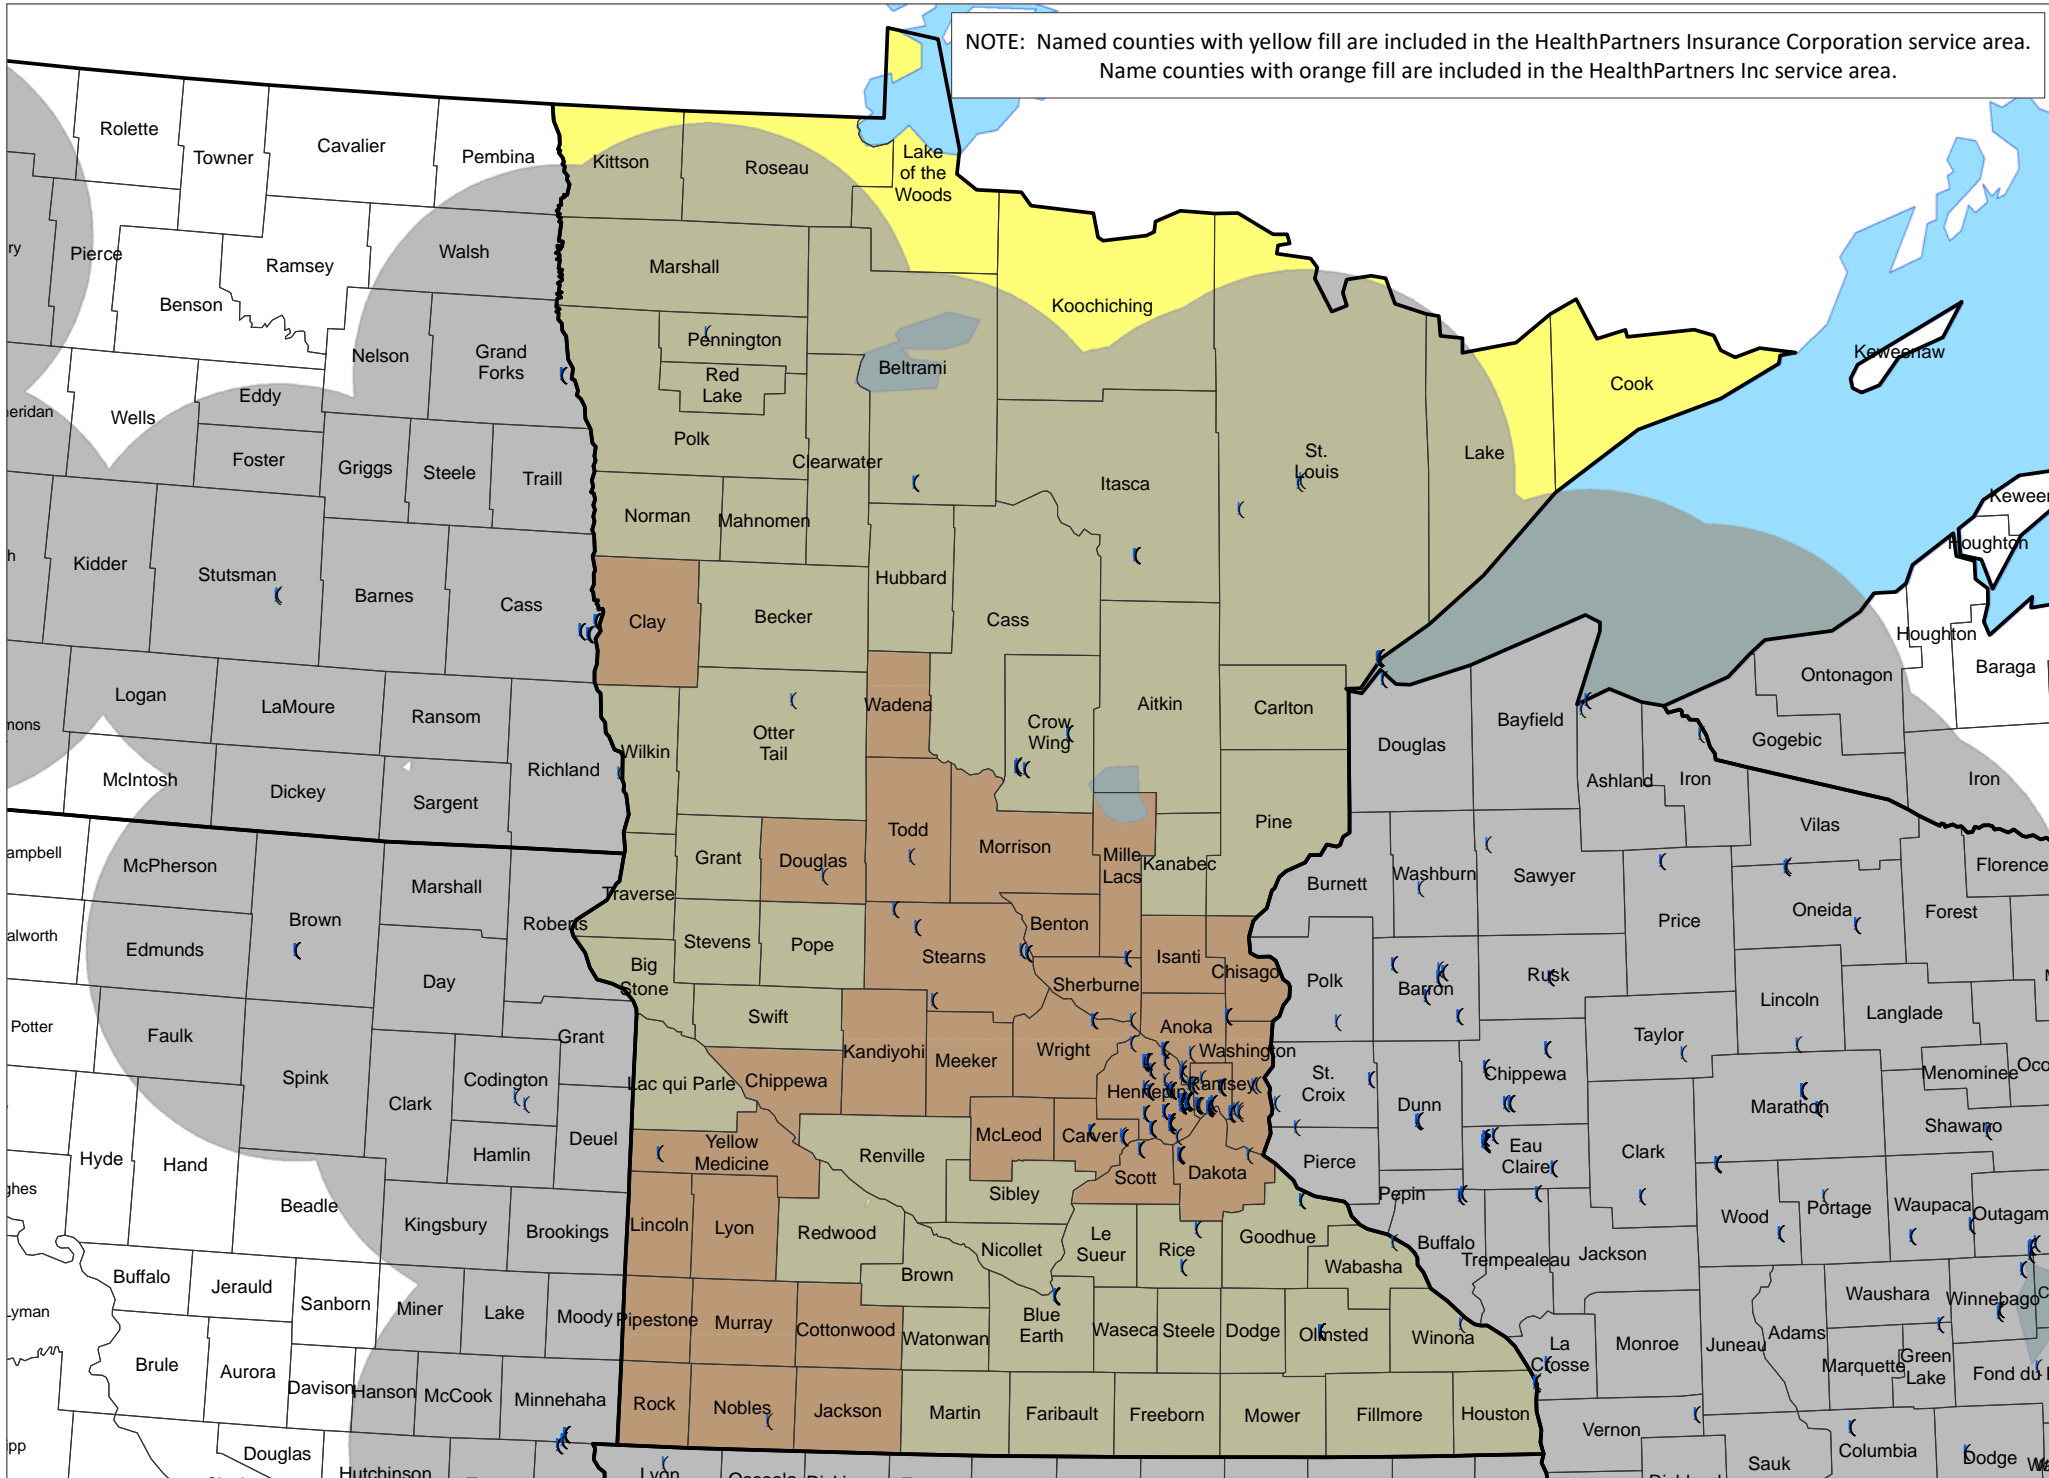 NOTE: Named counties with yellow fill are included in the HealthPartners Insurance Corporation service area.
Name counties with orange fill are included in the HealthPartners Inc service area.
Rolette
Towner
Cavalier
Pembina
Kittson
Roseau
Lake
of the
Woods
Pierce
Ramsey
Walsh
Marshall
Benson
Koochiching
Nelson
Grand
Forks
Pennington
Red
Lake
Beltrami
Keweenaw
Cook
eridan
Wells
Eddy
Polk
Foster
Griggs
Steele
Traill
Clearwater
Itasca
St.
Louis
Lake
Norman
Mahnomen
Keweer
Houghton
Kidder
Stutsman
Barnes
Cass
Clay
Becker
Hubbard
Cass
Houghton
Baraga
Ontonagon
Logan
LaMoure
Ransom
Wadena
Aitkin
Carlton
mons
Crow
Wing
Bayfield
Otter
Tail
Wilkin
Douglas
Gogebic
McIntosh
Dickey
Sargent
Richland
Ashland
Iron
Iron
Todd
Morrison
Pine
Vilas
ampbell
McPherson
Marshall
Grant
Douglas
Mille
Lacs
Kanabec
Burnett
Washburn
Sawyer
Florence
Traverse
Brown
Roberts
Benton
Price
Oneida
Forest
alworth
Edmunds
Stevens
Pope
Stearns
Isanti
Chisago
Day
Big
Stone
Sherburne
Polk
Barron
Rusk
Lincoln
Langlade
Potter
Faulk
Grant
Swift
Anoka
Taylor
Kandiyohi
Meeker
Wright
Washington
Spink
Codington
Lac qui Parle
Chippewa
Hennepin
Ramsey
St.
Croix
Chippewa
Menominee
Oco
Clark
Dunn
Marathon
Shawano
Deuel
McLeod
Carver
Hyde
Hand
Hamlin
Yellow
Medicine
Renville
Scott
Dakota
Pierce
Eau
Claire
Clark
ghes
Sibley
Pepin
Beadle
Kingsbury
Brookings
Lincoln
Lyon
Redwood
Nicollet
Le
Sueur
Rice
Goodhue
Buffalo
Trempealeau
Jackson
Wood
Portage
Waupaca
Outagam
Buffalo
Jerauld
Brown
Wabasha
Sanborn
Miner
Lake
Moody
Pipestone
Murray
Cottonwood
Watonwan
Blue
Earth
Waseca
Steele
Dodge
Olmsted
Winona
Lyman
La
Crosse
Monroe
Juneau
Adams
Waushara
Winnebago
Brule
Aurora
Davison
Hanson
McCook
Minnehaha
Marquette
Green
Lake
Fond du
Rock
Nobles
Jackson
Martin
Faribault
Freeborn
Mower
Fillmore
Houston
Vernon
Douglas
Hutchinson
Lyon
Sauk
Columbia
Dodge